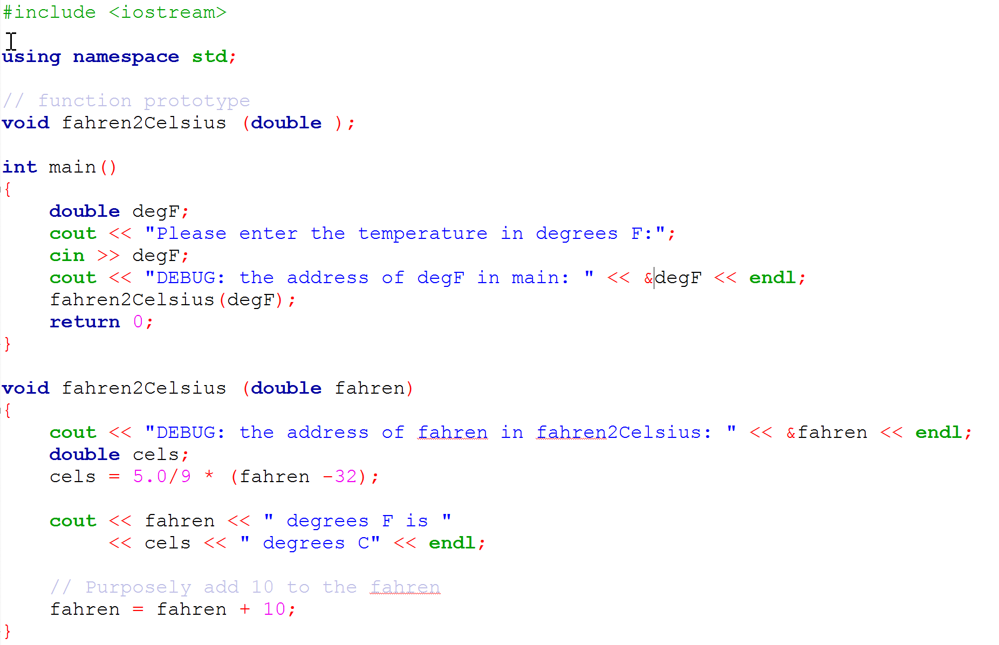 #include <iostream>
using namespace std;
// function prototype
void fahren2Celsius (double );
int main()
{
    double degF;
    cout << "Please enter the temperature in degrees F:";
    cin >> degF;
    cout << "DEBUG: the address of degF in main: " << &degF << endl;
    fahren2Celsius(degF);
    return 0;
}
void fahren2Celsius (double fahren)
{
    cout << "DEBUG: the address of fahren in fahren2Celsius: " << &fahren << endl;
    double cels;
    cels = 5.0/9 * (fahren -32);
    cout << fahren << " degrees F is "
         << cels << " degrees C" << endl;
    // Purposely add 10 to the fahren
    fahren = fahren + 10;
}